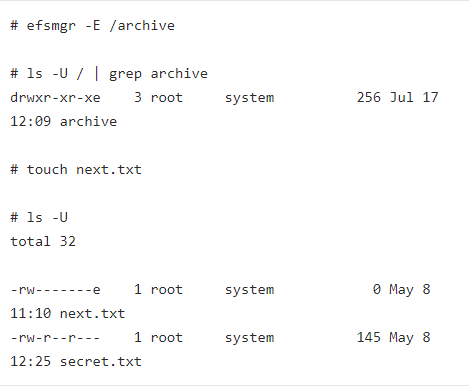 # efsmgr -E /archive
# ls -U / | grep archive
drwxr-xr-xe    3 root     system          256 Jul 17
12:09 archive
# touch next.txt
# ls -U
total 32
-rw-------e    1 root     system            0 May 8
11:10 next.txt
-rw-r--r---    1 root     system          145 May 8
12:25 secret.txt